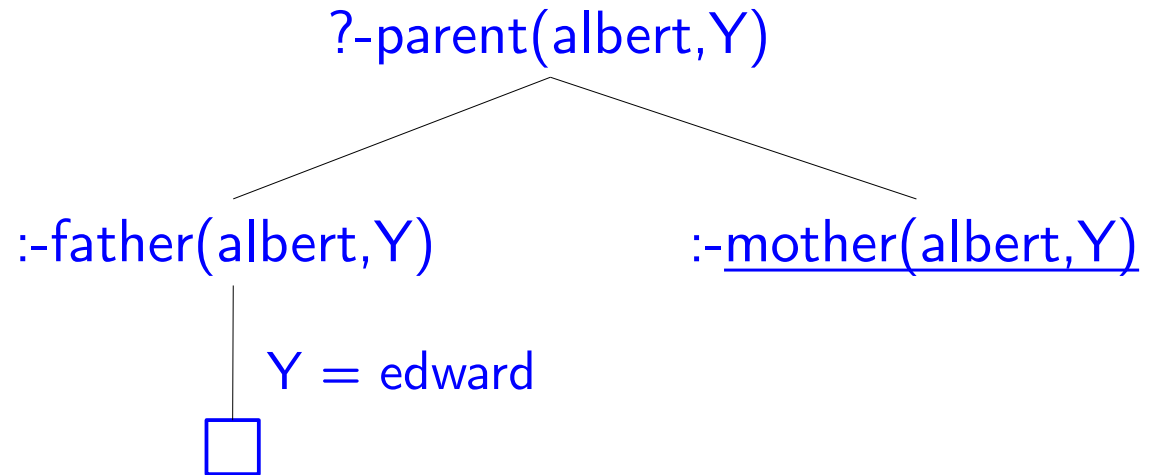 ?-parent(albert,Y)
:-father(albert,Y)
:-mother(albert,Y)
Y = edward